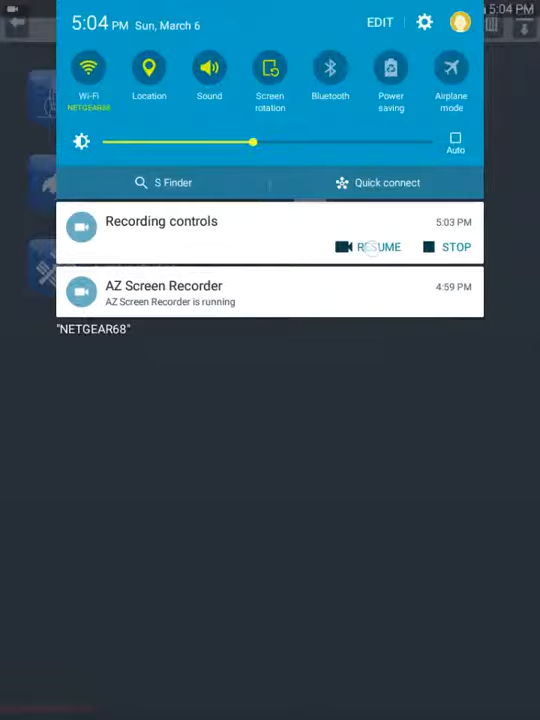 5:04 PM
5:04 PM Sun, March 6 EDIT
Wi-Fi
NETGEAR68
Location
Sound
Screen rotation
Bluetooth
Power saving
Airplane mode
Auto
S Finder
Quick connect
Recording controls 5:03 PM
RESUME STOP
AZ Screen Recorder 4:59 PM
AZ Screen Recorder is running
"NETGEAR68"